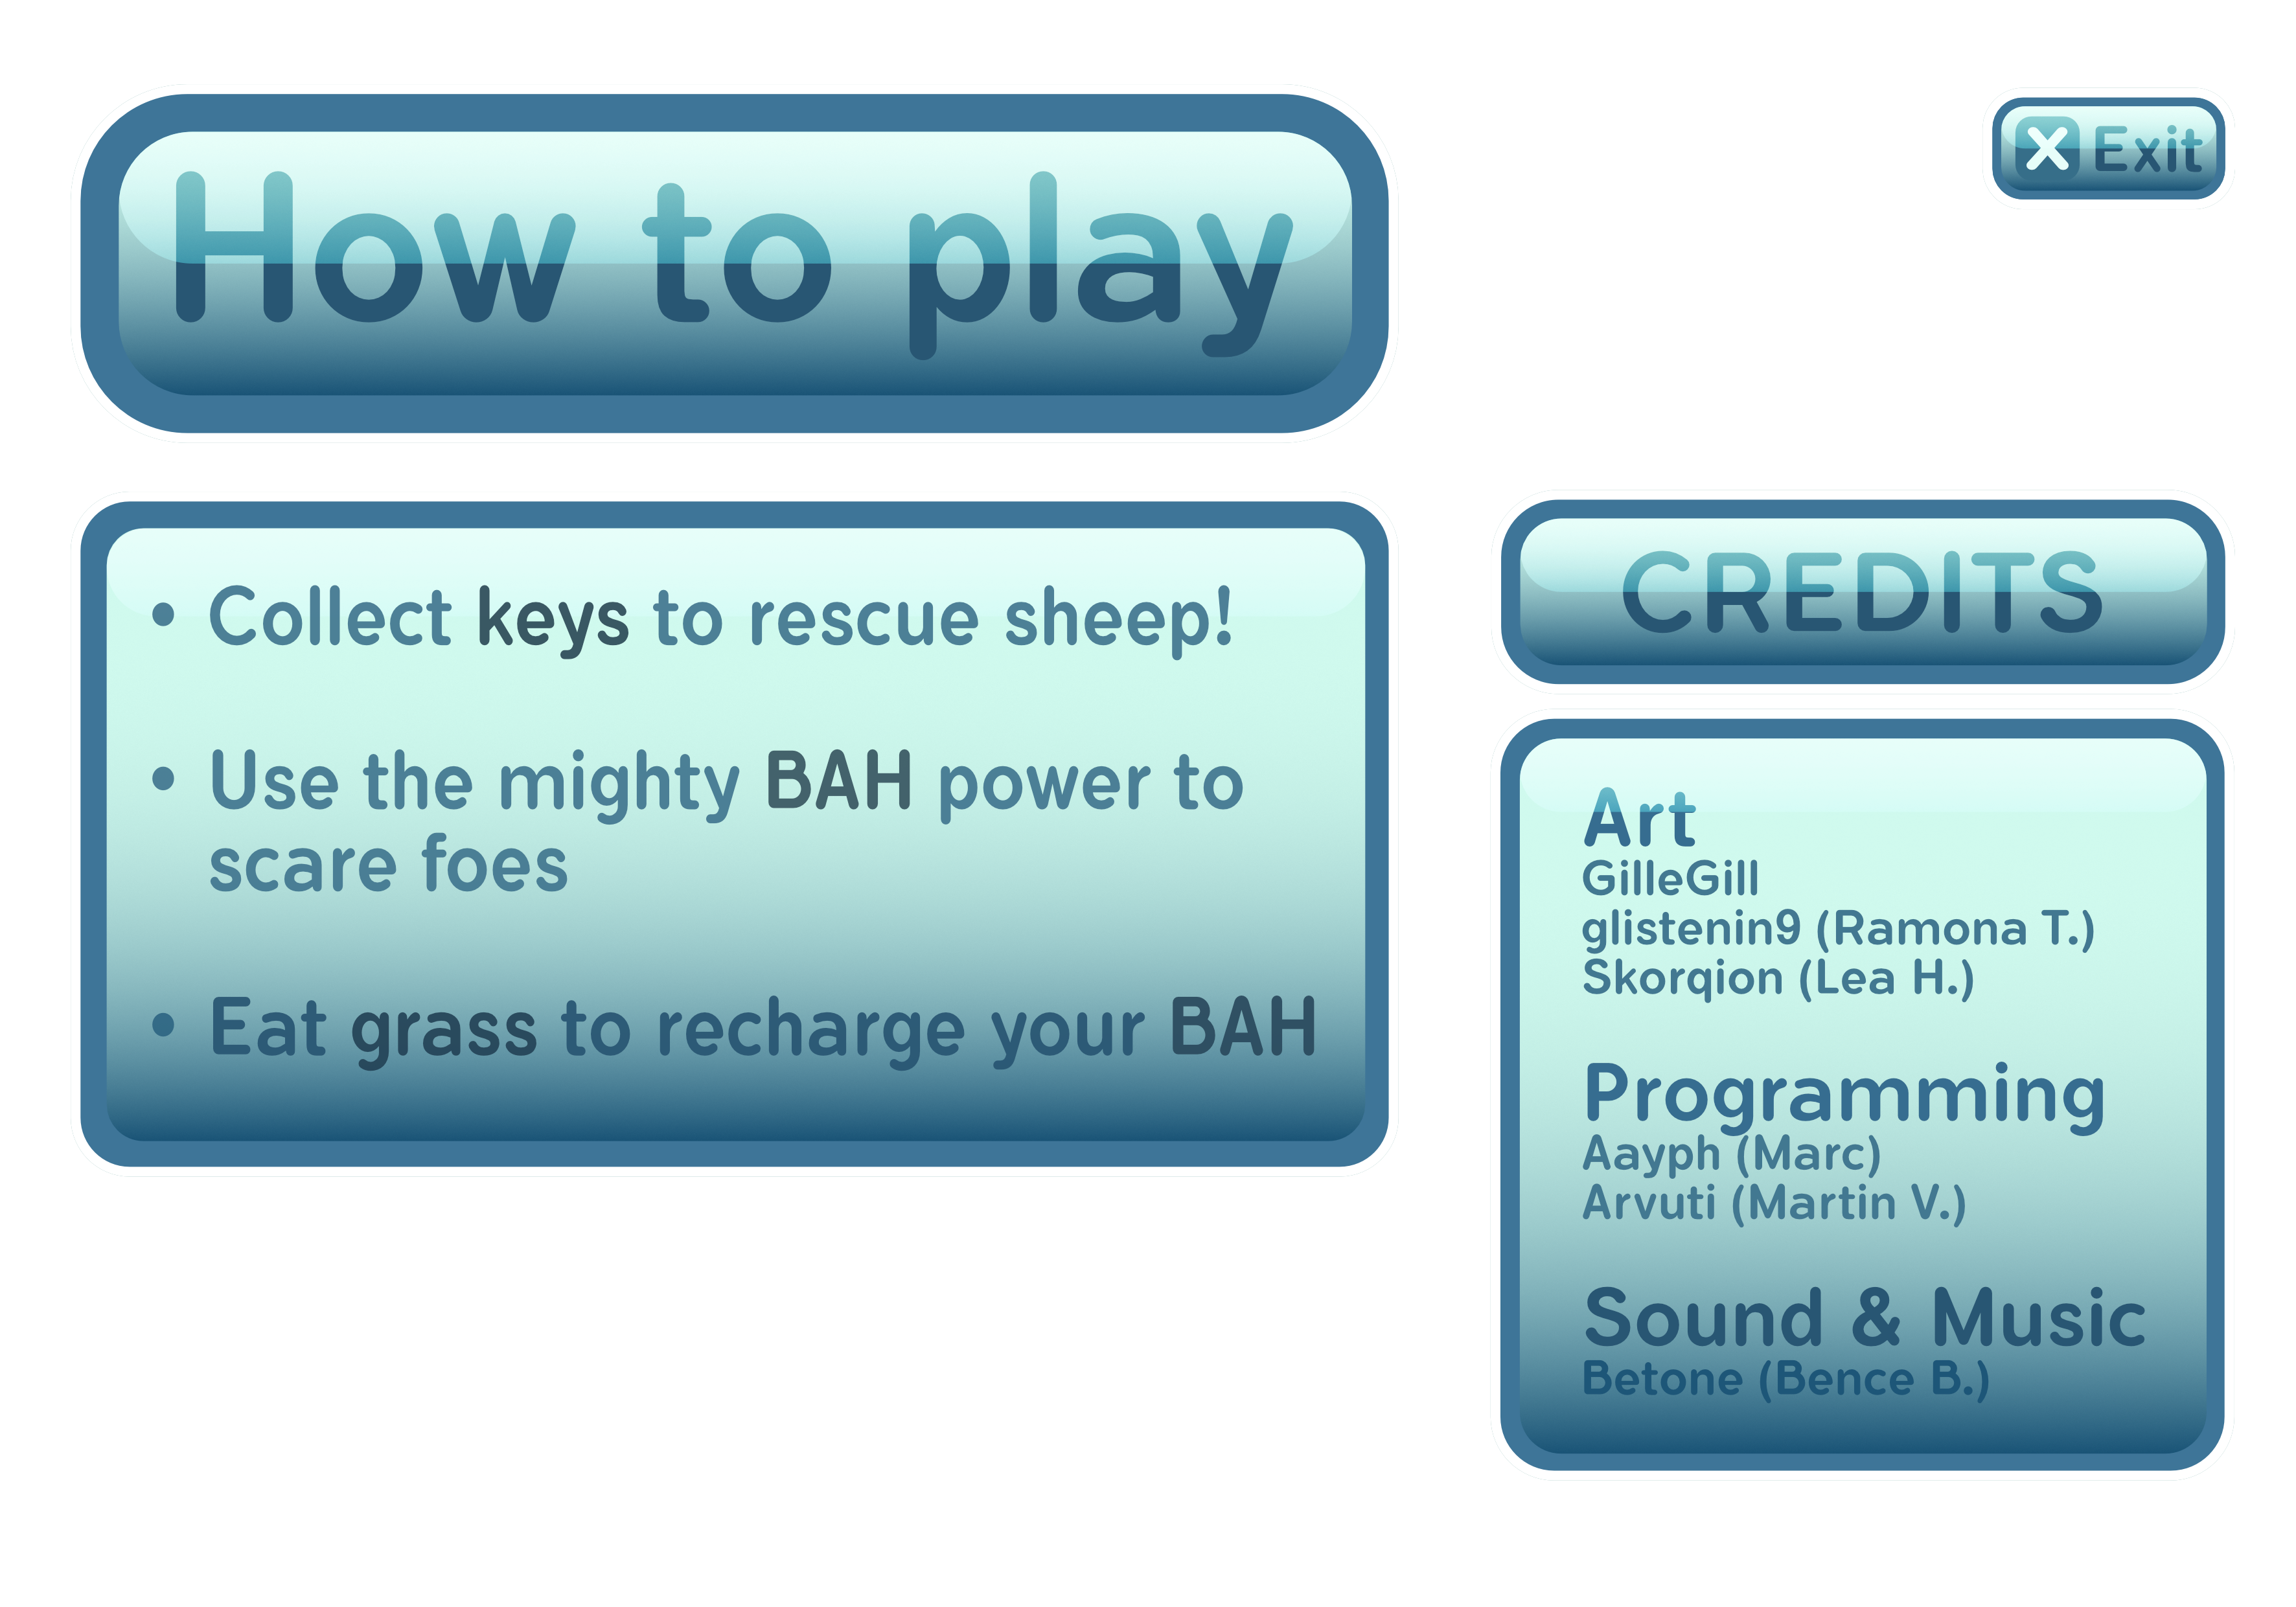 How to play
X Exit
• Collect keys to rescue sheep!
• Use the mighty BAH power to
scare foes
• Eat grass to recharge your BAH
CREDITS
Art
GilleGill
glistenin9 (Ramona T.)
Skorqion (Lea H.)
Programming
Aayph (Marc)
Arvuti (Martin V.)
Sound & Music
Betone (Bence B.)